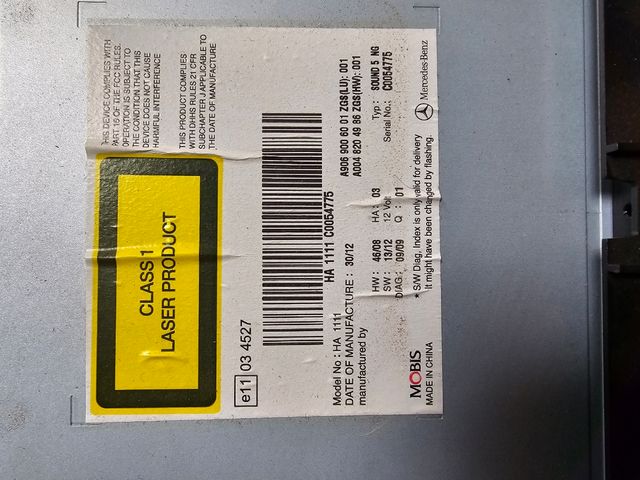 THIS DEVICE COMPLIES WITH
PART 15 OF THE FCC RULES.
OPERATION IS SUBJECT TO
THE CONDITION THAT THIS
DEVICE DOES NOT CAUSE
HARMFUL INTERFERENCE
THIS PRODUCT COMPLIES
WITH DHHS RULES 21 CFR
SUBCHAPTER J APPLICABLE TO
THE DATE OF MANUFACTURE
CLASS 1
LASER PRODUCT
e11 03 4527
HA 1111 C0054775
Model No : HA 1111
DATE OF MANUFACTURE : 30/12
manufactured by
MOBIS
MADE IN CHINA
A906 900 60 01 ZGS(LU): 001
A004 820 49 86 ZGS(HW): 001
Typ : SOUND 5 NG
Serial No.: C0054775
HW : 46/08 HA : 03
SW : 13/12 12 Volt
DIAG : 09/09 Q : 01
* S/W Diag. Index is only valid for delivery
It might have been changed by flashing.
Mercedes-Benz